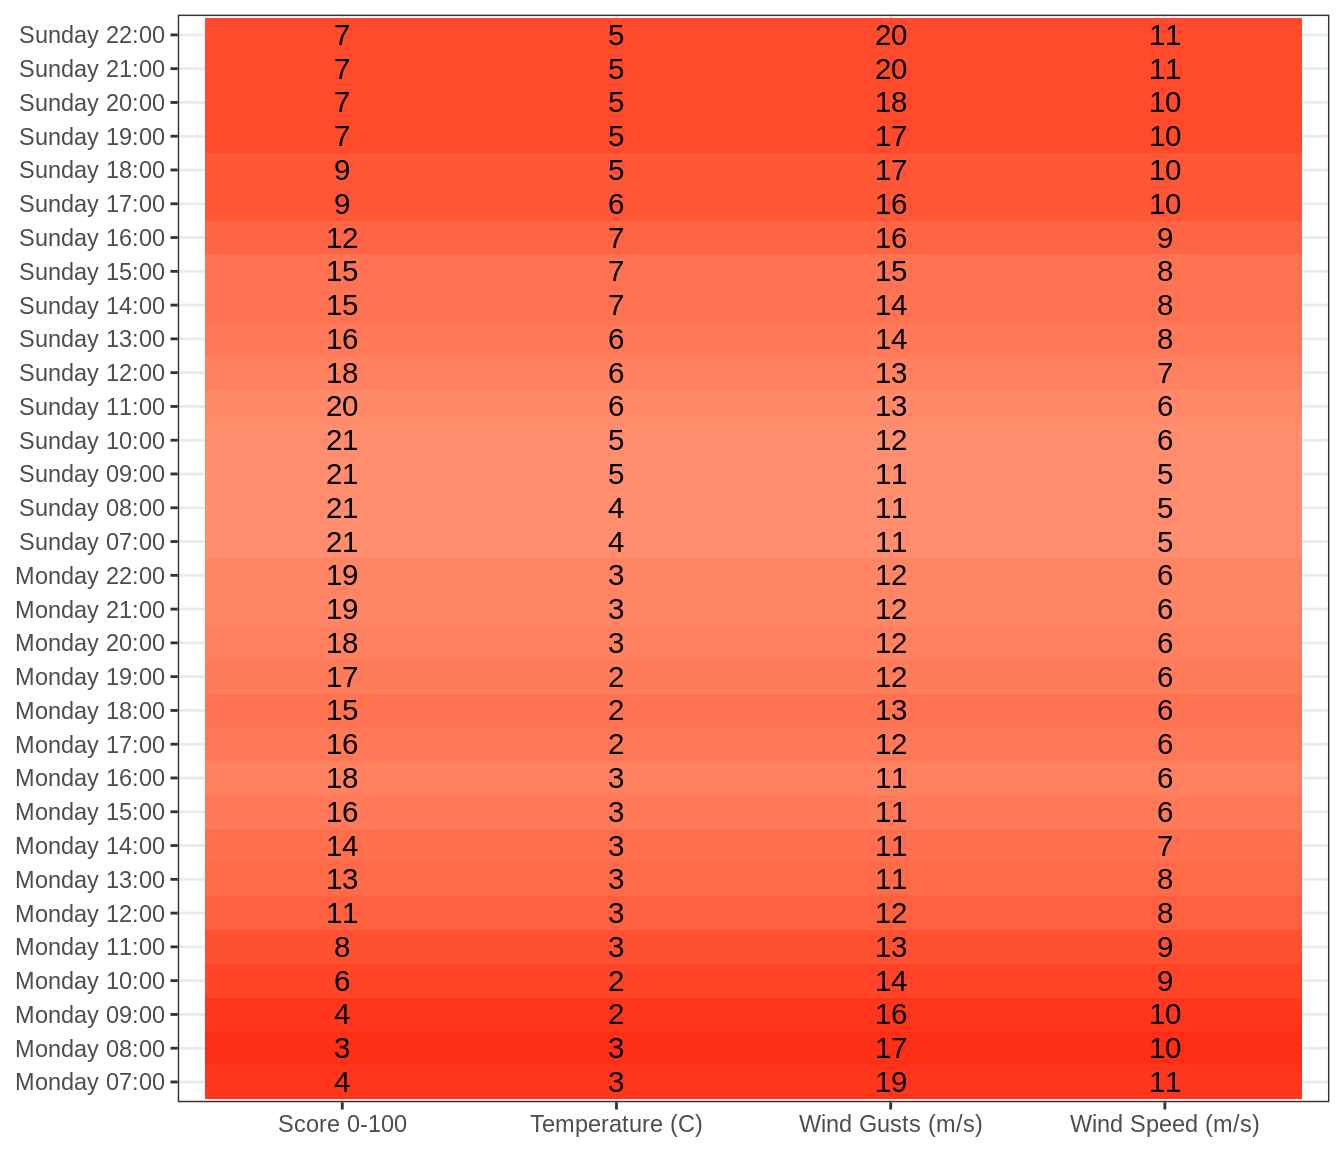 Sunday 22:00 7 5 20 11
Sunday 21:00 7 5 20 11
Sunday 20:00 7 5 18 10
Sunday 19:00 7 5 17 10
Sunday 18:00 9 5 17 10
Sunday 17:00 9 6 16 10
Sunday 16:00 12 7 16 9
Sunday 15:00 15 7 15 8
Sunday 14:00 15 7 14 8
Sunday 13:00 16 6 14 8
Sunday 12:00 18 6 13 7
Sunday 11:00 20 6 13 6
Sunday 10:00 21 5 12 6
Sunday 09:00 21 5 11 5
Sunday 08:00 21 4 11 5
Sunday 07:00 21 4 11 5
Monday 22:00 19 3 12 6
Monday 21:00 19 3 12 6
Monday 20:00 18 3 12 6
Monday 19:00 17 2 12 6
Monday 18:00 15 2 13 6
Monday 17:00 16 2 12 6
Monday 16:00 18 3 11 6
Monday 15:00 16 3 11 6
Monday 14:00 14 3 11 7
Monday 13:00 13 3 11 8
Monday 12:00 11 3 12 8
Monday 11:00 8 3 13 9
Monday 10:00 6 2 14 9
Monday 09:00 4 2 16 10
Monday 08:00 3 3 17 10
Monday 07:00 4 3 19 11
Score 0-100 Temperature (C) Wind Gusts (m/s) Wind Speed (m/s)